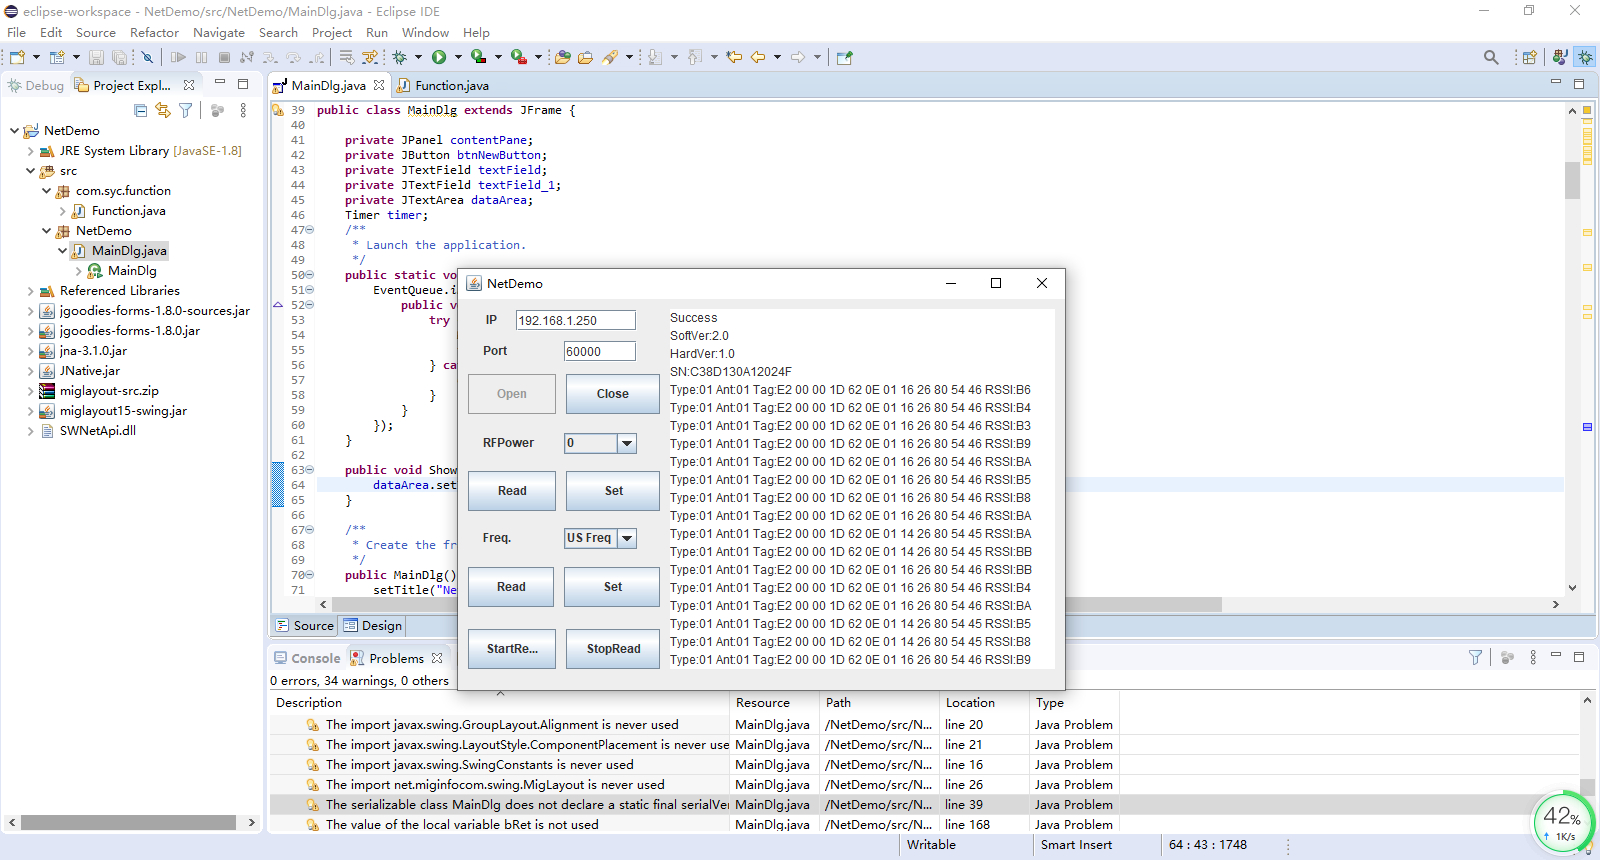 eclipse-workspace - NetDemo/src/NetDemo/MainDlg.java - Eclipse IDE
File Edit Source Refactor Navigate Search Project Run Window Help
Debug Project Expl...
NetDemo
JRE System Library [JavaSE-1.8]
src
com.syc.function
Function.java
NetDemo
MainDlg.java
MainDlg
Referenced Libraries
jgoodies-forms-1.8.0-sources.jar
jgoodies-forms-1.8.0.jar
jna-3.1.0.jar
JNative.jar
miglayout-src.zip
miglayout15-swing.jar
SWNetApi.dll
MainDlg.java Function.java
39 public class MainDlg extends JFrame {
40
41 private JPanel contentPane;
42 private JButton btnNewButton;
43 private JTextField textField;
44 private JTextField textField_1;
45 private JTextArea dataArea;
46 Timer timer;
47 /**
48 * Launch the application.
49 */
50 public static vo
51 EventQueue.i
52 public v
53 try
54
55
56 } ca
57
58 }
59 }
60 });
61 }
62
63 public void Show
64 dataArea.set
65 }
66
67 /**
68 * Create the fr
69 */
70 public MainDlg()
71 setTitle("Ne
Source Design
NetDemo
IP 192.168.1.250
Port 60000
Open Close
RFPower 0
Read Set
Freq. US Freq
Read Set
StartRe... StopRead
Success
SoftVer:2.0
HardVer:1.0
SN:C38D130A12024F
Type:01 Ant:01 Tag:E2 00 00 1D 62 0E 01 16 26 80 54 46 RSSI:B6
Type:01 Ant:01 Tag:E2 00 00 1D 62 0E 01 16 26 80 54 46 RSSI:B4
Type:01 Ant:01 Tag:E2 00 00 1D 62 0E 01 16 26 80 54 46 RSSI:B3
Type:01 Ant:01 Tag:E2 00 00 1D 62 0E 01 16 26 80 54 46 RSSI:B9
Type:01 Ant:01 Tag:E2 00 00 1D 62 0E 01 16 26 80 54 46 RSSI:BA
Type:01 Ant:01 Tag:E2 00 00 1D 62 0E 01 16 26 80 54 46 RSSI:B5
Type:01 Ant:01 Tag:E2 00 00 1D 62 0E 01 16 26 80 54 46 RSSI:B8
Type:01 Ant:01 Tag:E2 00 00 1D 62 0E 01 16 26 80 54 46 RSSI:BA
Type:01 Ant:01 Tag:E2 00 00 1D 62 0E 01 14 26 80 54 45 RSSI:BA
Type:01 Ant:01 Tag:E2 00 00 1D 62 0E 01 14 26 80 54 45 RSSI:BB
Type:01 Ant:01 Tag:E2 00 00 1D 62 0E 01 16 26 80 54 46 RSSI:BB
Type:01 Ant:01 Tag:E2 00 00 1D 62 0E 01 16 26 80 54 46 RSSI:B4
Type:01 Ant:01 Tag:E2 00 00 1D 62 0E 01 16 26 80 54 46 RSSI:BA
Type:01 Ant:01 Tag:E2 00 00 1D 62 0E 01 14 26 80 54 45 RSSI:B5
Type:01 Ant:01 Tag:E2 00 00 1D 62 0E 01 14 26 80 54 45 RSSI:B8
Type:01 Ant:01 Tag:E2 00 00 1D 62 0E 01 16 26 80 54 46 RSSI:B9
Console Problems
0 errors, 34 warnings, 0 others
Description Resource Path Location Type
The import javax.swing.GroupLayout.Alignment is never used MainDlg.java /NetDemo/src/N... line 20 Java Problem
The import javax.swing.LayoutStyle.ComponentPlacement is never use MainDlg.java /NetDemo/src/N... line 21 Java Problem
The import javax.swing.SwingConstants is never used MainDlg.java /NetDemo/src/N... line 16 Java Problem
The import net.miginfocom.swing.MigLayout is never used MainDlg.java /NetDemo/src/N... line 26 Java Problem
The serializable class MainDlg does not declare a static final serialVer MainDlg.java /NetDemo/src/N... line 39 Java Problem
The value of the local variable bRet is not used MainDlg.java /NetDemo/src/N... line 168 Java Problem
Writable Smart Insert 64 : 43 : 1748
42%
1K/s